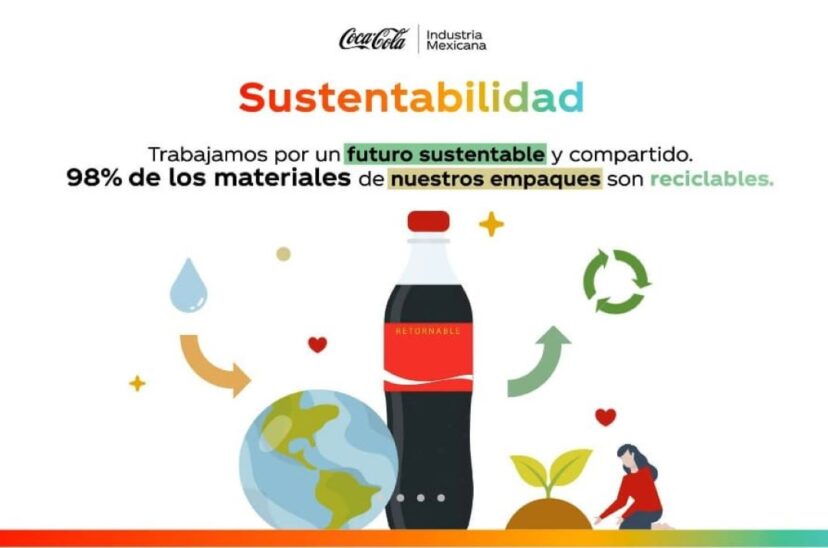 Coca-Cola
Industria
Mexicana
Sustentabilidad
Trabajamos por un futuro sustentable y compartido.
98% de los materiales de nuestros empaques son reciclables.
RETORNABLE